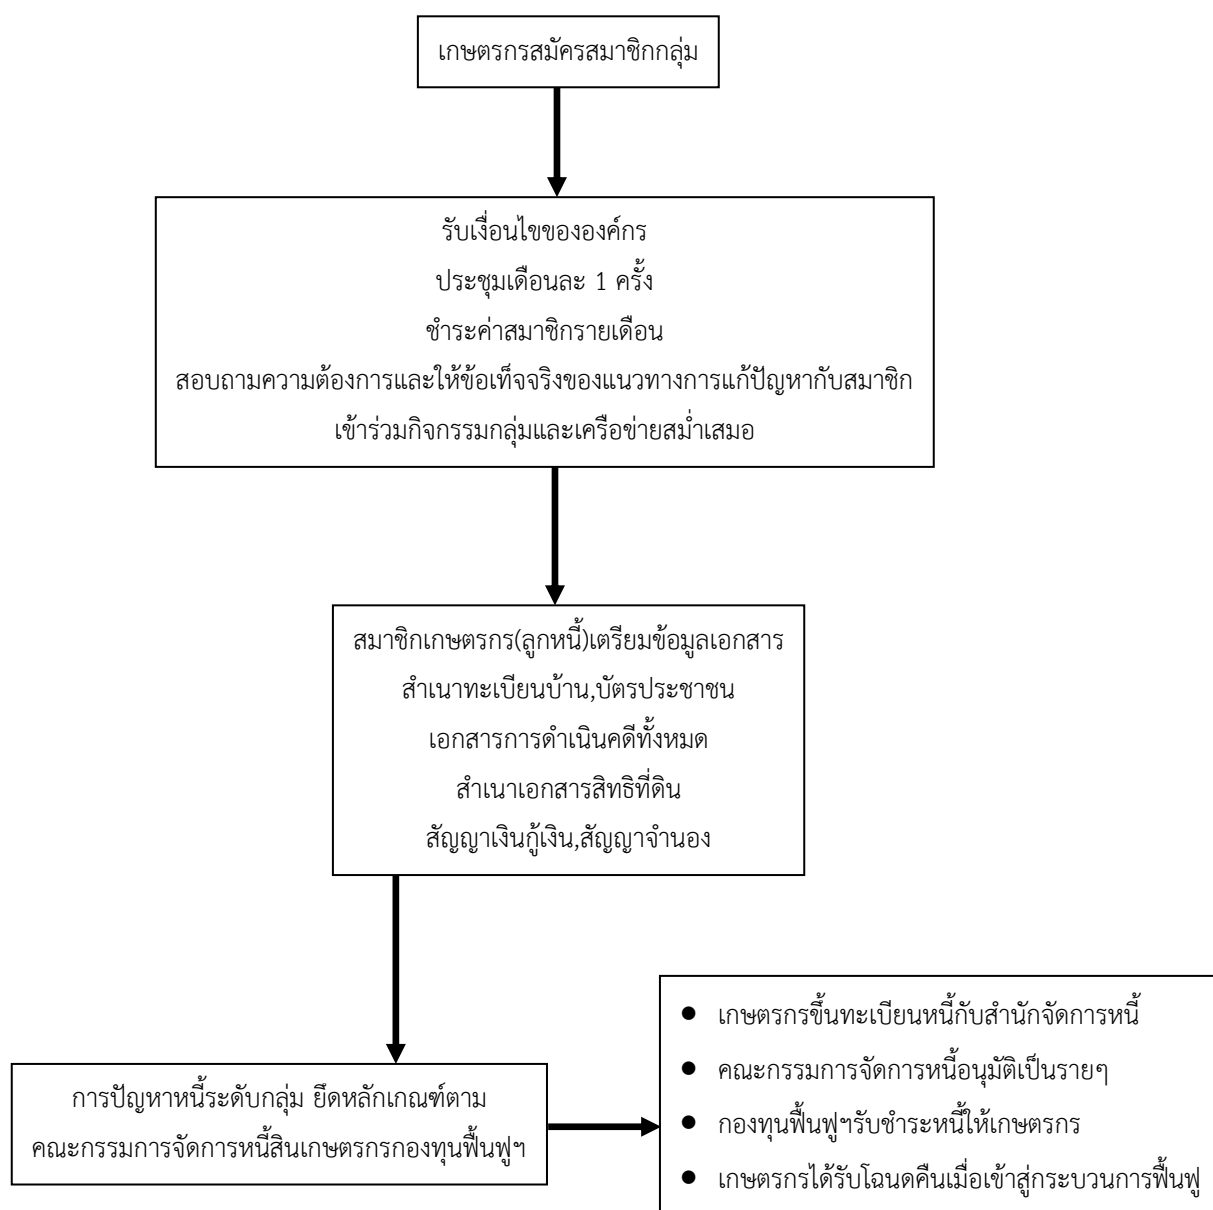 เกษตรกรสมัครสมาชิกกลุ่ม
รับเงื่อนไขขององค์กร
ประชุมเดือนละ 1 ครั้ง
ชำระค่าสมาชิกรายเดือน
สอบถามความต้องการและให้ข้อเท็จจริงของแนวทางการแก้ปัญหากับสมาชิก
เข้าร่วมกิจกรรมกลุ่มและเครือข่ายสม่ำเสมอ
สมาชิกเกษตรกร(ลูกหนี้)เตรียมข้อมูลเอกสาร
สำเนาทะเบียนบ้าน,บัตรประชาชน
เอกสารการดำเนินคดีทั้งหมด
สำเนาเอกสารสิทธิที่ดิน
สัญญาเงินกู้เงิน,สัญญาจำนอง
การปัญหาหนี้ระดับกลุ่ม ยึดหลักเกณฑ์ตาม
คณะกรรมการจัดการหนี้สินเกษตรกรกองทุนฟื้นฟูฯ
● เกษตรกรขึ้นทะเบียนหนี้กับสำนักจัดการหนี้
● คณะกรรมการจัดการหนี้อนุมัติเป็นรายๆ
● กองทุนฟื้นฟูฯรับชำระหนี้ให้เกษตรกร
● เกษตรกรได้รับโฉนดคืนเมื่อเข้าสู่กระบวนการฟื้นฟู